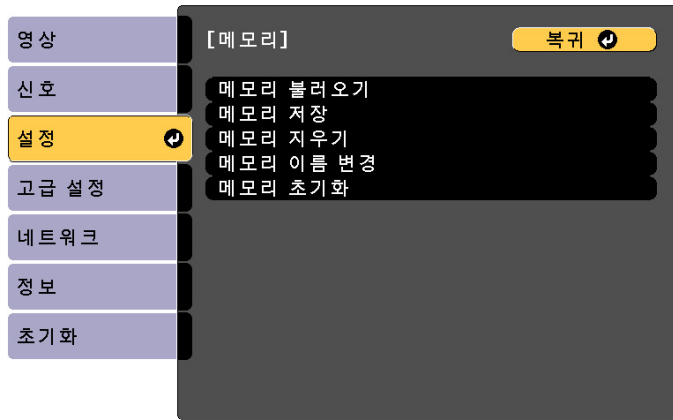 영상
신호
설정
고급 설정
네트워크
정보
초기화
[메모리]
복귀
메모리 불러오기
메모리 저장
메모리 지우기
메모리 이름 변경
메모리 초기화